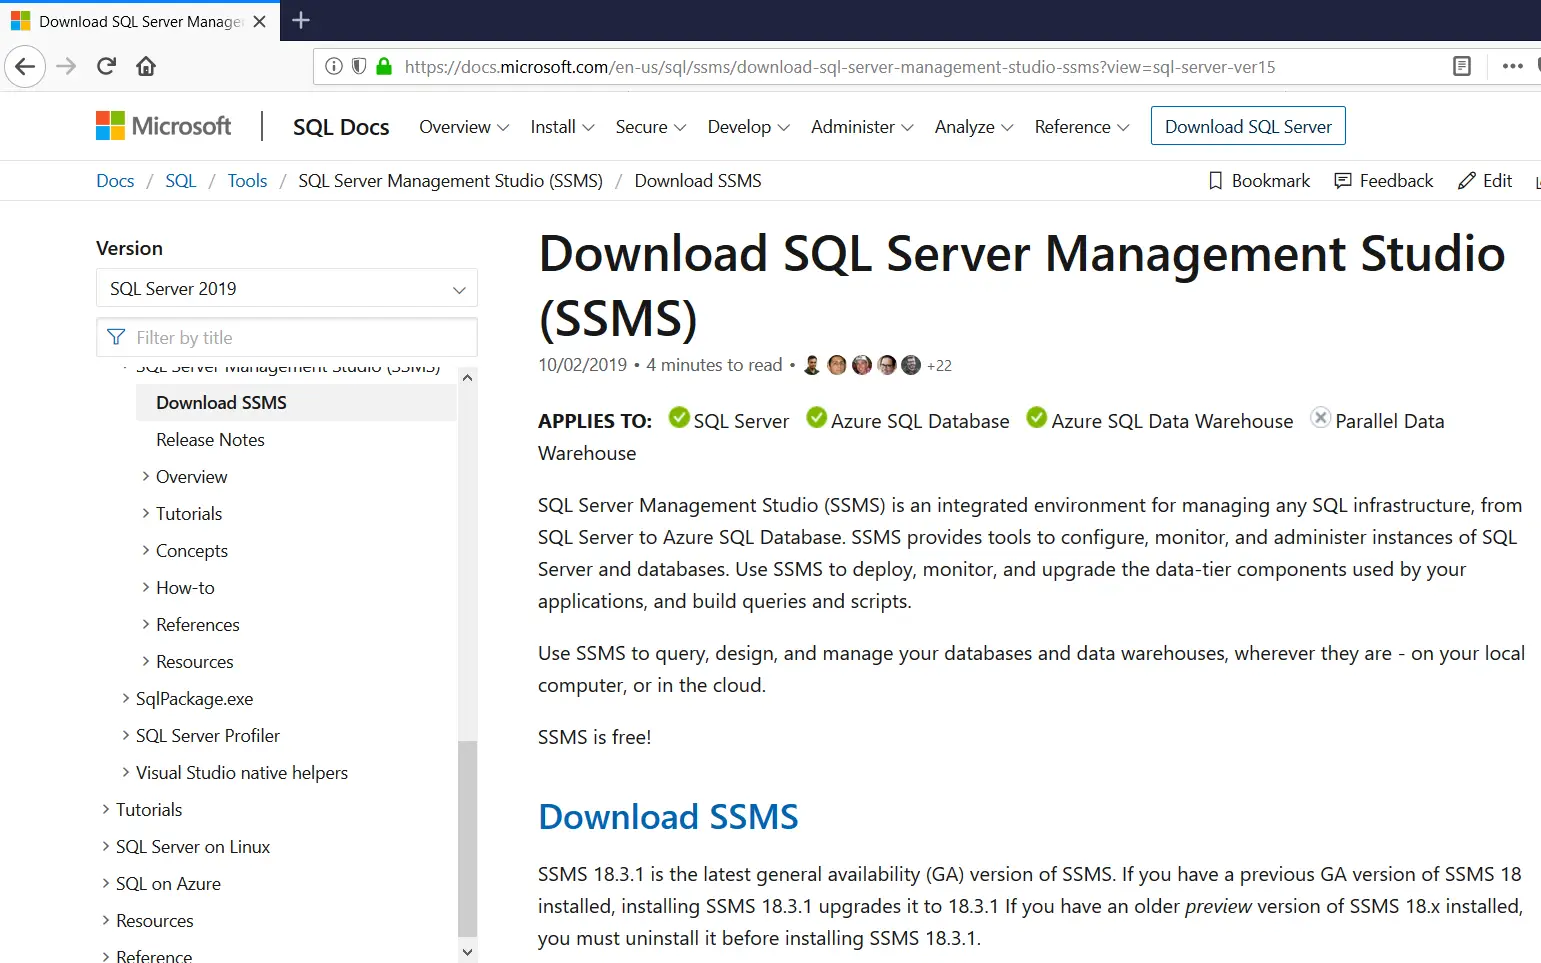 Download SQL Server Manage
https://docs.microsoft.com/en-us/sql/ssms/download-sql-server-management-studio-ssms?view=sql-server-ver15
Microsoft
SQL Docs
Overview
Install
Secure
Develop
Administer
Analyze
Reference
Download SQL Server
Docs / SQL / Tools / SQL Server Management Studio (SSMS) / Download SSMS
Bookmark
Feedback
Edit
Version
SQL Server 2019
Filter by title
SQL Server Management Studio (SSMS)
Download SSMS
Release Notes
Overview
Tutorials
Concepts
How-to
References
Resources
SqlPackage.exe
SQL Server Profiler
Visual Studio native helpers
Tutorials
SQL Server on Linux
SQL on Azure
Resources
Reference
Download SQL Server Management Studio
(SSMS)
10/02/2019 • 4 minutes to read • +22
APPLIES TO: SQL Server Azure SQL Database Azure SQL Data Warehouse Parallel Data
Warehouse
SQL Server Management Studio (SSMS) is an integrated environment for managing any SQL infrastructure, from
SQL Server to Azure SQL Database. SSMS provides tools to configure, monitor, and administer instances of SQL
Server and databases. Use SSMS to deploy, monitor, and upgrade the data-tier components used by your
applications, and build queries and scripts.
Use SSMS to query, design, and manage your databases and data warehouses, wherever they are - on your local
computer, or in the cloud.
SSMS is free!
Download SSMS
SSMS 18.3.1 is the latest general availability (GA) version of SSMS. If you have a previous GA version of SSMS 18
installed, installing SSMS 18.3.1 upgrades it to 18.3.1 If you have an older preview version of SSMS 18.x installed,
you must uninstall it before installing SSMS 18.3.1.